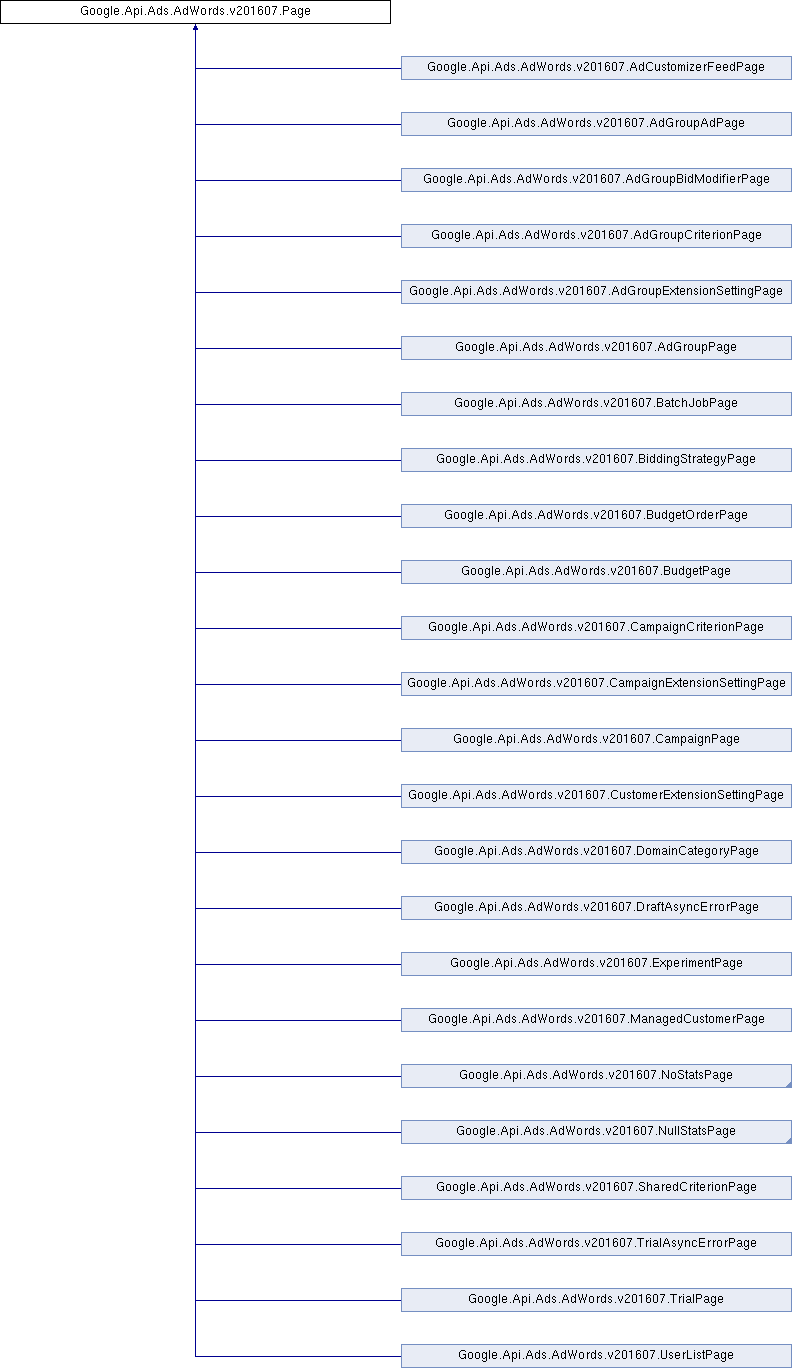 Google.Api.Ads.AdWords.v201607.Page
Google.Api.Ads.AdWords.v201607.AdCustomizerFeedPage
Google.Api.Ads.AdWords.v201607.AdGroupAdPage
Google.Api.Ads.AdWords.v201607.AdGroupBidModifierPage
Google.Api.Ads.AdWords.v201607.AdGroupCriterionPage
Google.Api.Ads.AdWords.v201607.AdGroupExtensionSettingPage
Google.Api.Ads.AdWords.v201607.AdGroupPage
Google.Api.Ads.AdWords.v201607.BatchJobPage
Google.Api.Ads.AdWords.v201607.BiddingStrategyPage
Google.Api.Ads.AdWords.v201607.BudgetOrderPage
Google.Api.Ads.AdWords.v201607.BudgetPage
Google.Api.Ads.AdWords.v201607.CampaignCriterionPage
Google.Api.Ads.AdWords.v201607.CampaignExtensionSettingPage
Google.Api.Ads.AdWords.v201607.CampaignPage
Google.Api.Ads.AdWords.v201607.CustomerExtensionSettingPage
Google.Api.Ads.AdWords.v201607.DomainCategoryPage
Google.Api.Ads.AdWords.v201607.DraftAsyncErrorPage
Google.Api.Ads.AdWords.v201607.ExperimentPage
Google.Api.Ads.AdWords.v201607.ManagedCustomerPage
Google.Api.Ads.AdWords.v201607.NoStatsPage
Google.Api.Ads.AdWords.v201607.NullStatsPage
Google.Api.Ads.AdWords.v201607.SharedCriterionPage
Google.Api.Ads.AdWords.v201607.TrialAsyncErrorPage
Google.Api.Ads.AdWords.v201607.TrialPage
Google.Api.Ads.AdWords.v201607.UserListPage